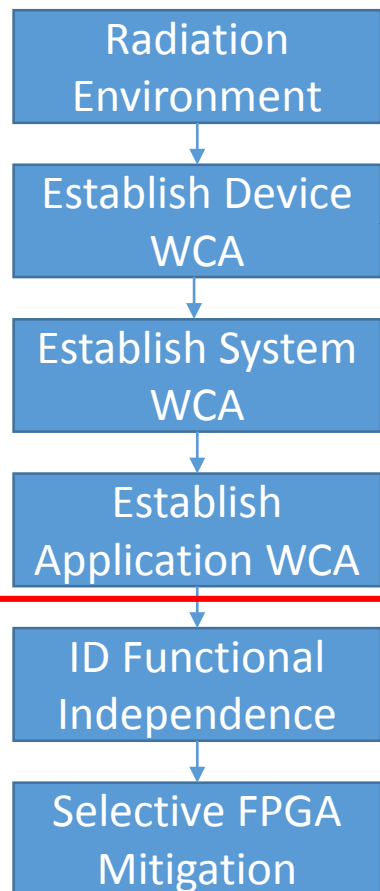 Radiation
Environment
Establish Device
WCA
Establish System
WCA
Establish
Application WCA
ID Functional
Independence
Selective FPGA
Mitigation